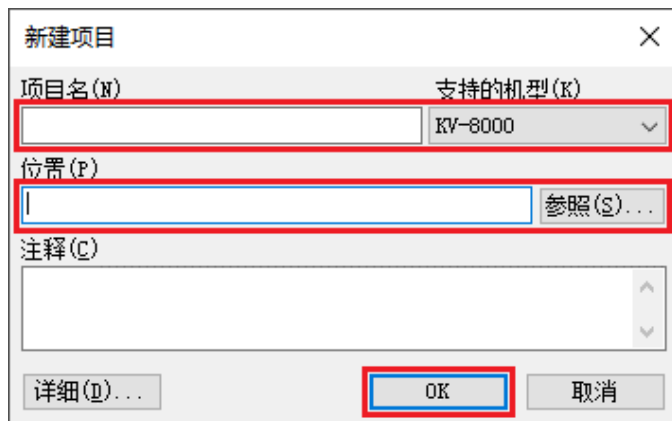 新建项目
项目名(N) 支持的机型(K)
KV-8000
位置(P)
参照(S)...
注释(C)
详细(D)... OK 取消